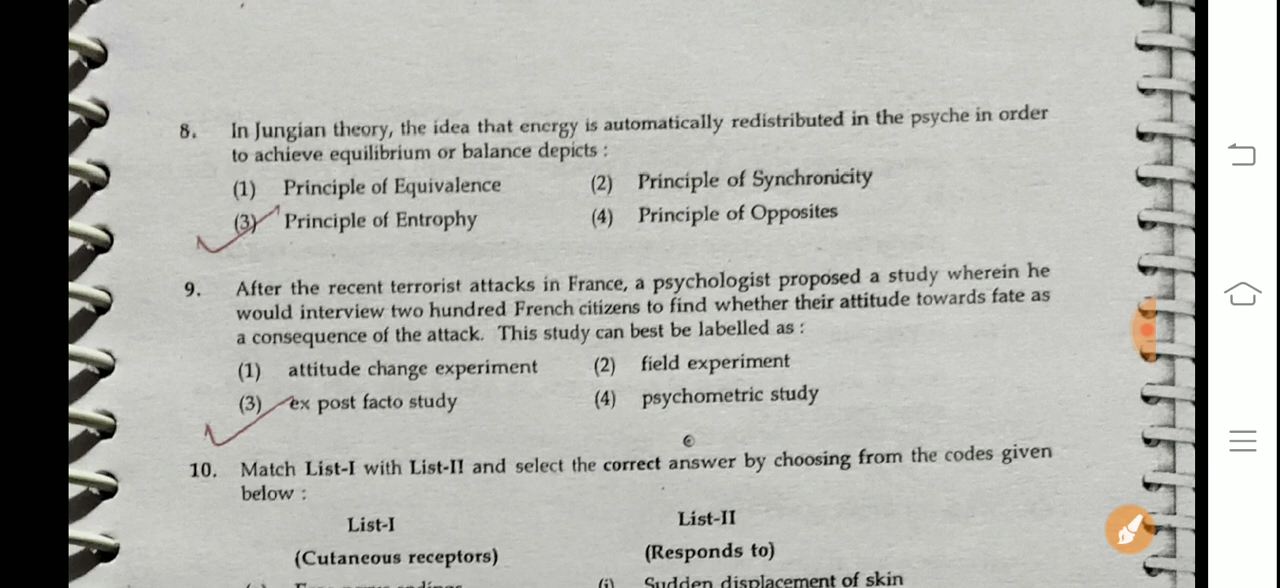 8. In Jungian theory, the idea that energy is automatically redistributed in the psyche in order
to achieve equilibrium or balance depicts :
(1) Principle of Equivalence (2) Principle of Synchronicity
(3) Principle of Entrophy (4) Principle of Opposites
9. After the recent terrorist attacks in France, a psychologist proposed a study wherein he
would interview two hundred French citizens to find whether their attitude towards fate as
a consequence of the attack. This study can best be labelled as :
(1) attitude change experiment (2) field experiment
(3) ex post facto study (4) psychometric study
10. Match List-I with List-II and select the correct answer by choosing from the codes given
below :
List-I List-II
(Cutaneous receptors) (Responds to)
(i) Sudden displacement of skin